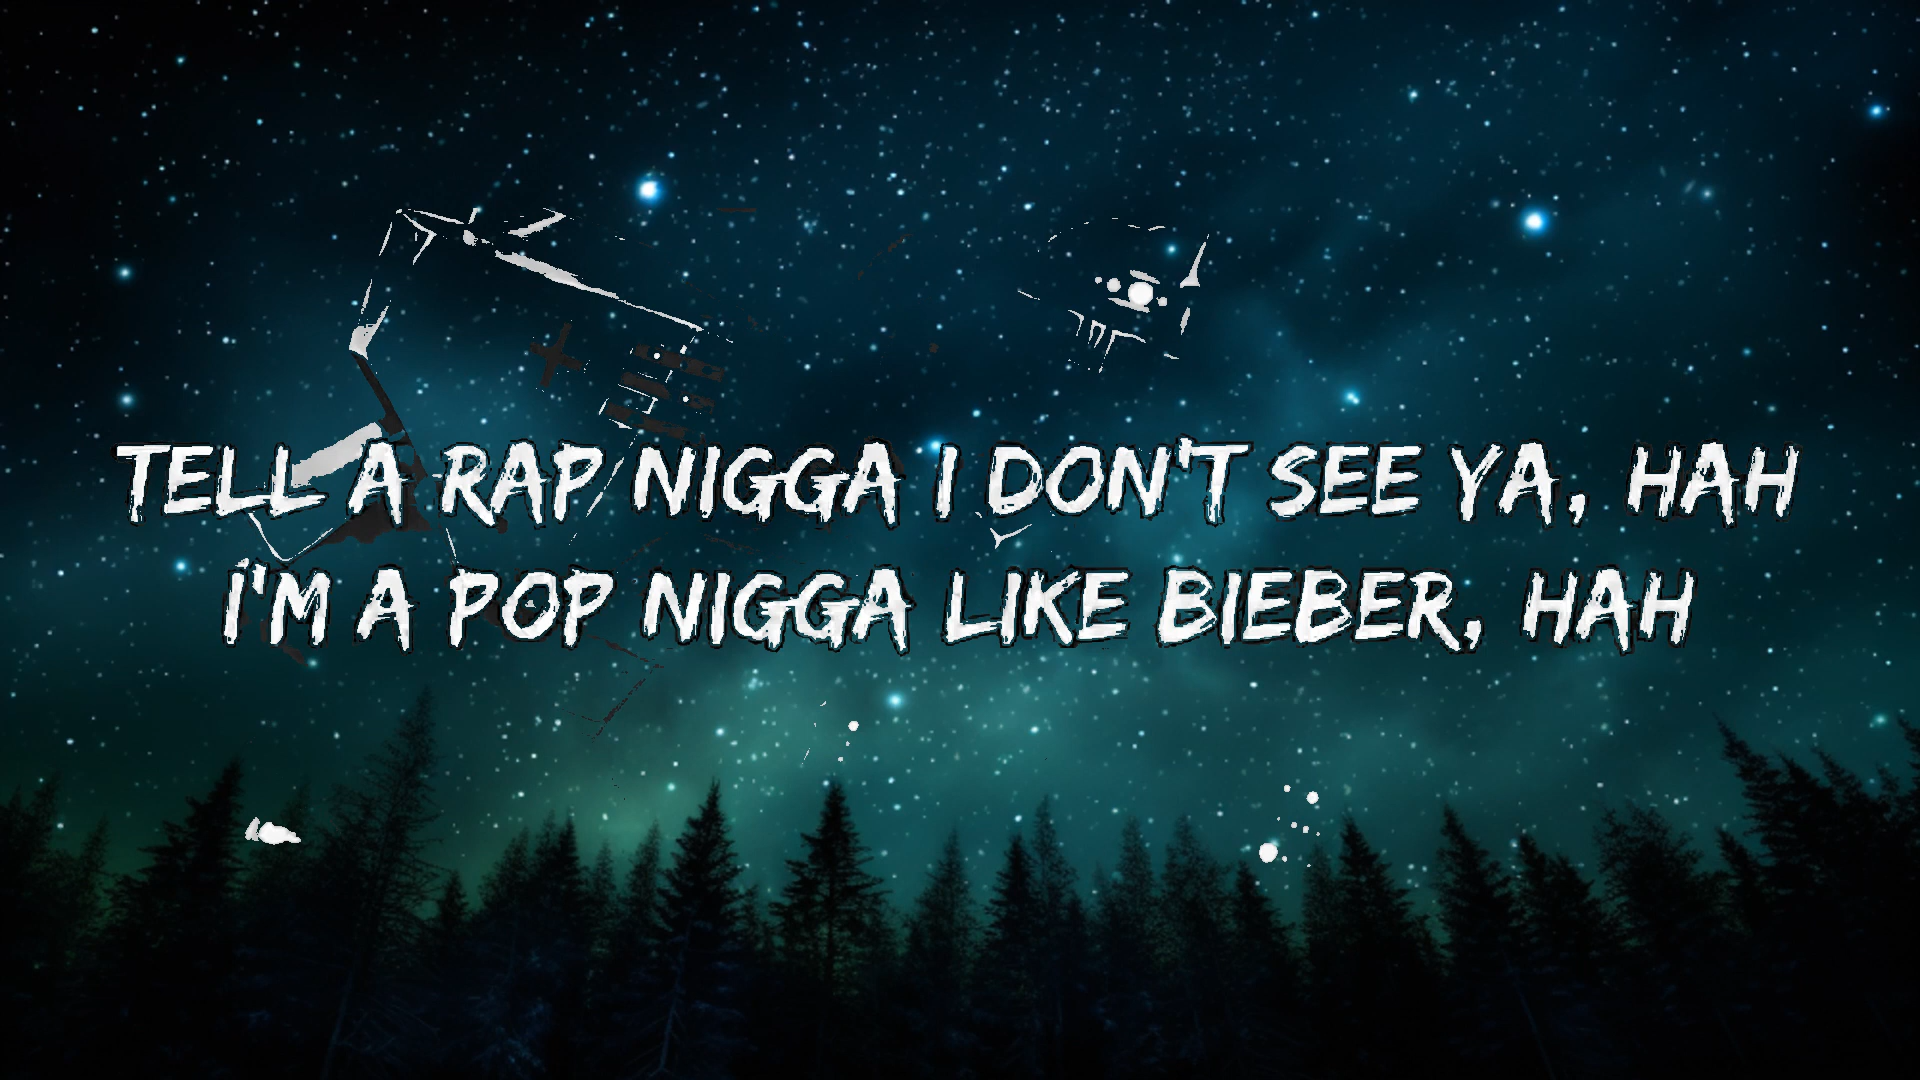 TELL A RAP NIGGA I DON'T SEE YA, HAH
I'M A POP NIGGA LIKE BIEBER, HAH